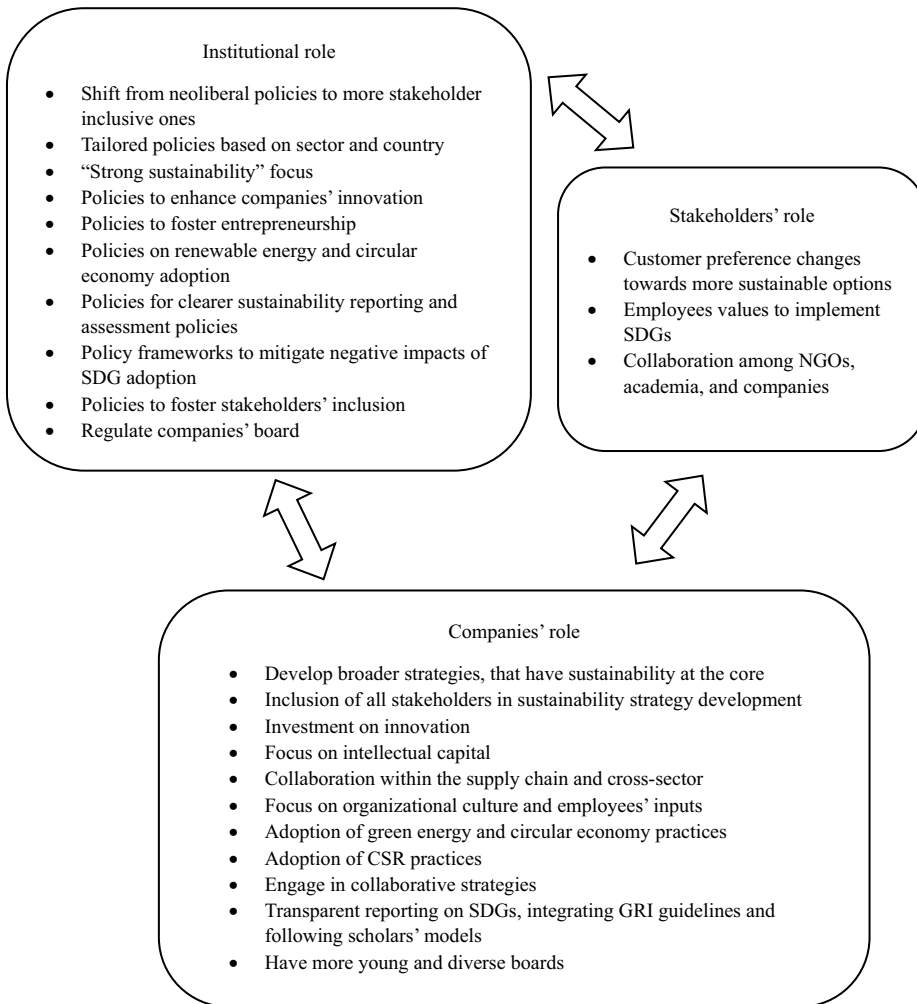 Institutional role
• Shift from neoliberal policies to more stakeholder
inclusive ones
• Tailored policies based on sector and country
• “Strong sustainability” focus
• Policies to enhance companies’ innovation
• Policies to foster entrepreneurship
• Policies on renewable energy and circular
economy adoption
• Policies for clearer sustainability reporting and
assessment policies
• Policy frameworks to mitigate negative impacts of
SDG adoption
• Policies to foster stakeholders’ inclusion
• Regulate companies’ board
Stakeholders’ role
• Customer preference changes
towards more sustainable options
• Employees values to implement
SDGs
• Collaboration among NGOs,
academia, and companies
Companies’ role
• Develop broader strategies, that have sustainability at the core
• Inclusion of all stakeholders in sustainability strategy development
• Investment on innovation
• Focus on intellectual capital
• Collaboration within the supply chain and cross-sector
• Focus on organizational culture and employees’ inputs
• Adoption of green energy and circular economy practices
• Adoption of CSR practices
• Engage in collaborative strategies
• Transparent reporting on SDGs, integrating GRI guidelines and
following scholars’ models
• Have more young and diverse boards